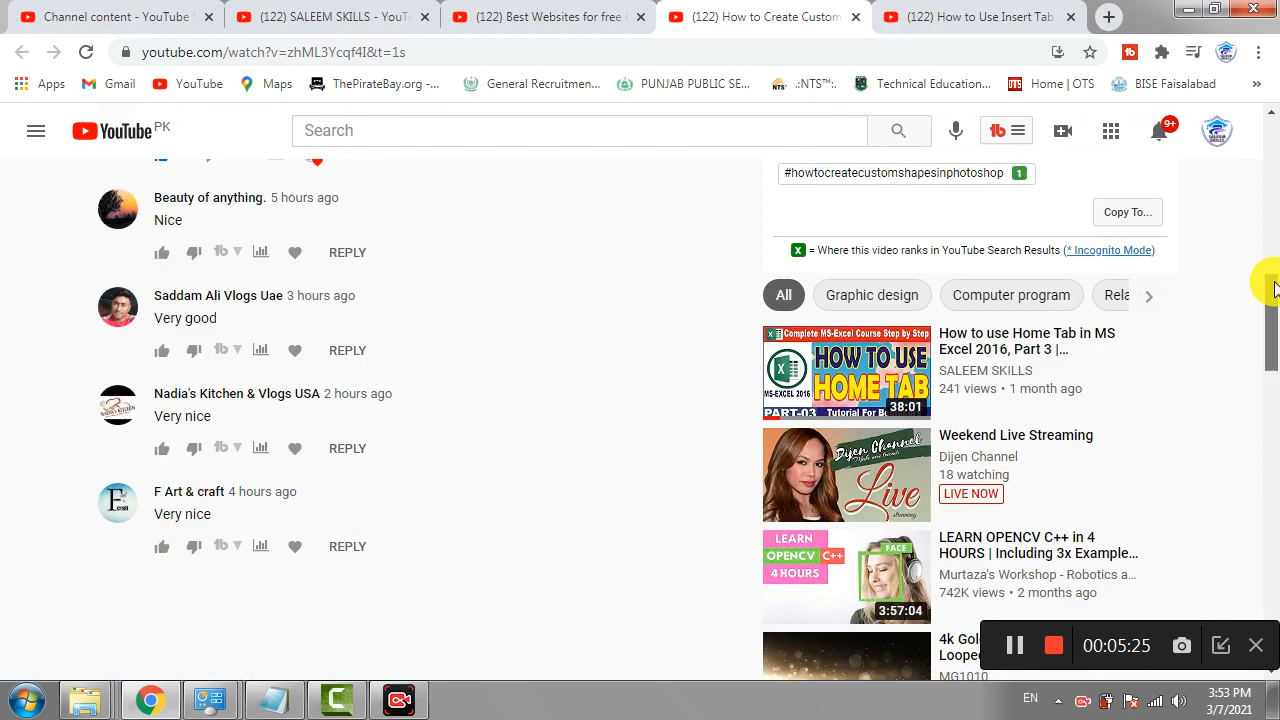 Channel content - YouTube
(122) SALEEM SKILLS - YouT
(122) Best Websites for free
(122) How to Create Custom
(122) How to Use Insert Tab
youtube.com/watch?v=zhML3Ycqf4I&t=1s
Apps
Gmail
YouTube
Maps
ThePirateBay.org -...
General Recruitmen...
PUNJAB PUBLIC SE...
.:NTS™:.
Technical Education...
Home | OTS
BISE Faisalabad
»
YouTube PK
Search
9+
#howtocreatecustomshapesinphotoshop 1
Copy To...
X = Where this video ranks in YouTube Search Results (* Incognito Mode)
Beauty of anything. 5 hours ago
Nice
REPLY
Saddam Ali Vlogs Uae 3 hours ago
Very good
REPLY
Nadia's Kitchen & Vlogs USA 2 hours ago
Very nice
REPLY
F Art & craft 4 hours ago
Very nice
REPLY
All
Graphic design
Computer program
Rela
Complete MS-Excel Course Step by Step
HOW TO USE
HOME TAB
MS-EXCEL 2016
PART-03 Tutorial For Be
38:01
How to use Home Tab in MS
Excel 2016, Part 3 |...
SALEEM SKILLS
241 views • 1 month ago
Dijen Channel
Live
streaming
Weekend Live Streaming
Dijen Channel
18 watching
LIVE NOW
LEARN
OPENCV C++
4 HOURS
FACE
3:57:04
LEARN OPENCV C++ in 4
HOURS | Including 3x Example...
Murtaza's Workshop - Robotics a...
742K views • 2 months ago
4k Gol
Looped
MG1010
00:05:25
EN
3:53 PM
3/7/2021